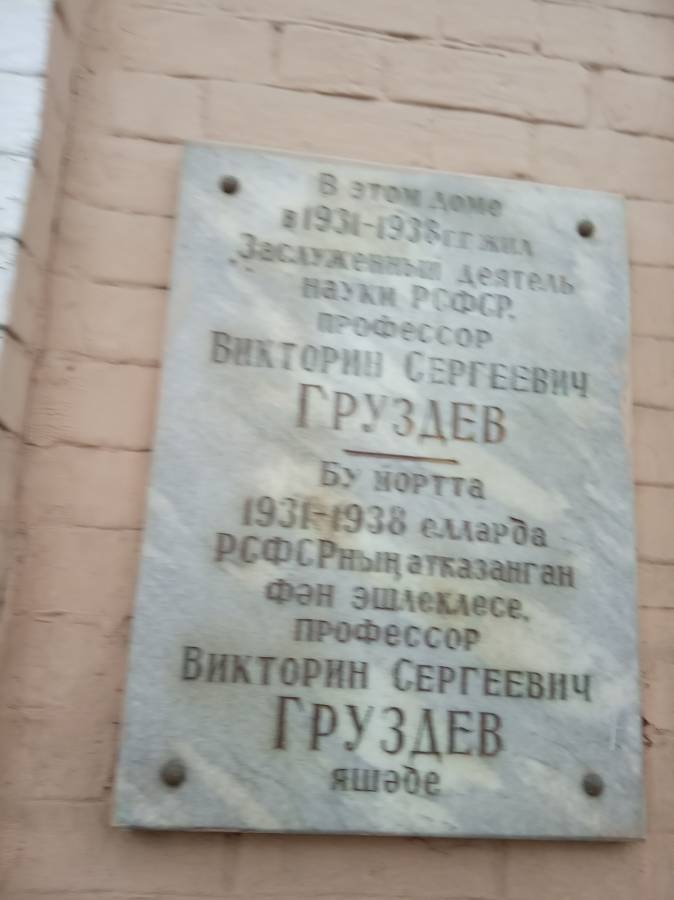 В этом доме
в 1931-1938 г.г. жил
Заслуженный деятель
науки РСФСР,
профессор
Викторин Сергеевич
Груздев
Бу йортта
1931-1938 елларда
РСФСРның атказанган
фән эшлеклесе,
профессор
Викторин Сергеевич
Груздев
яшәде